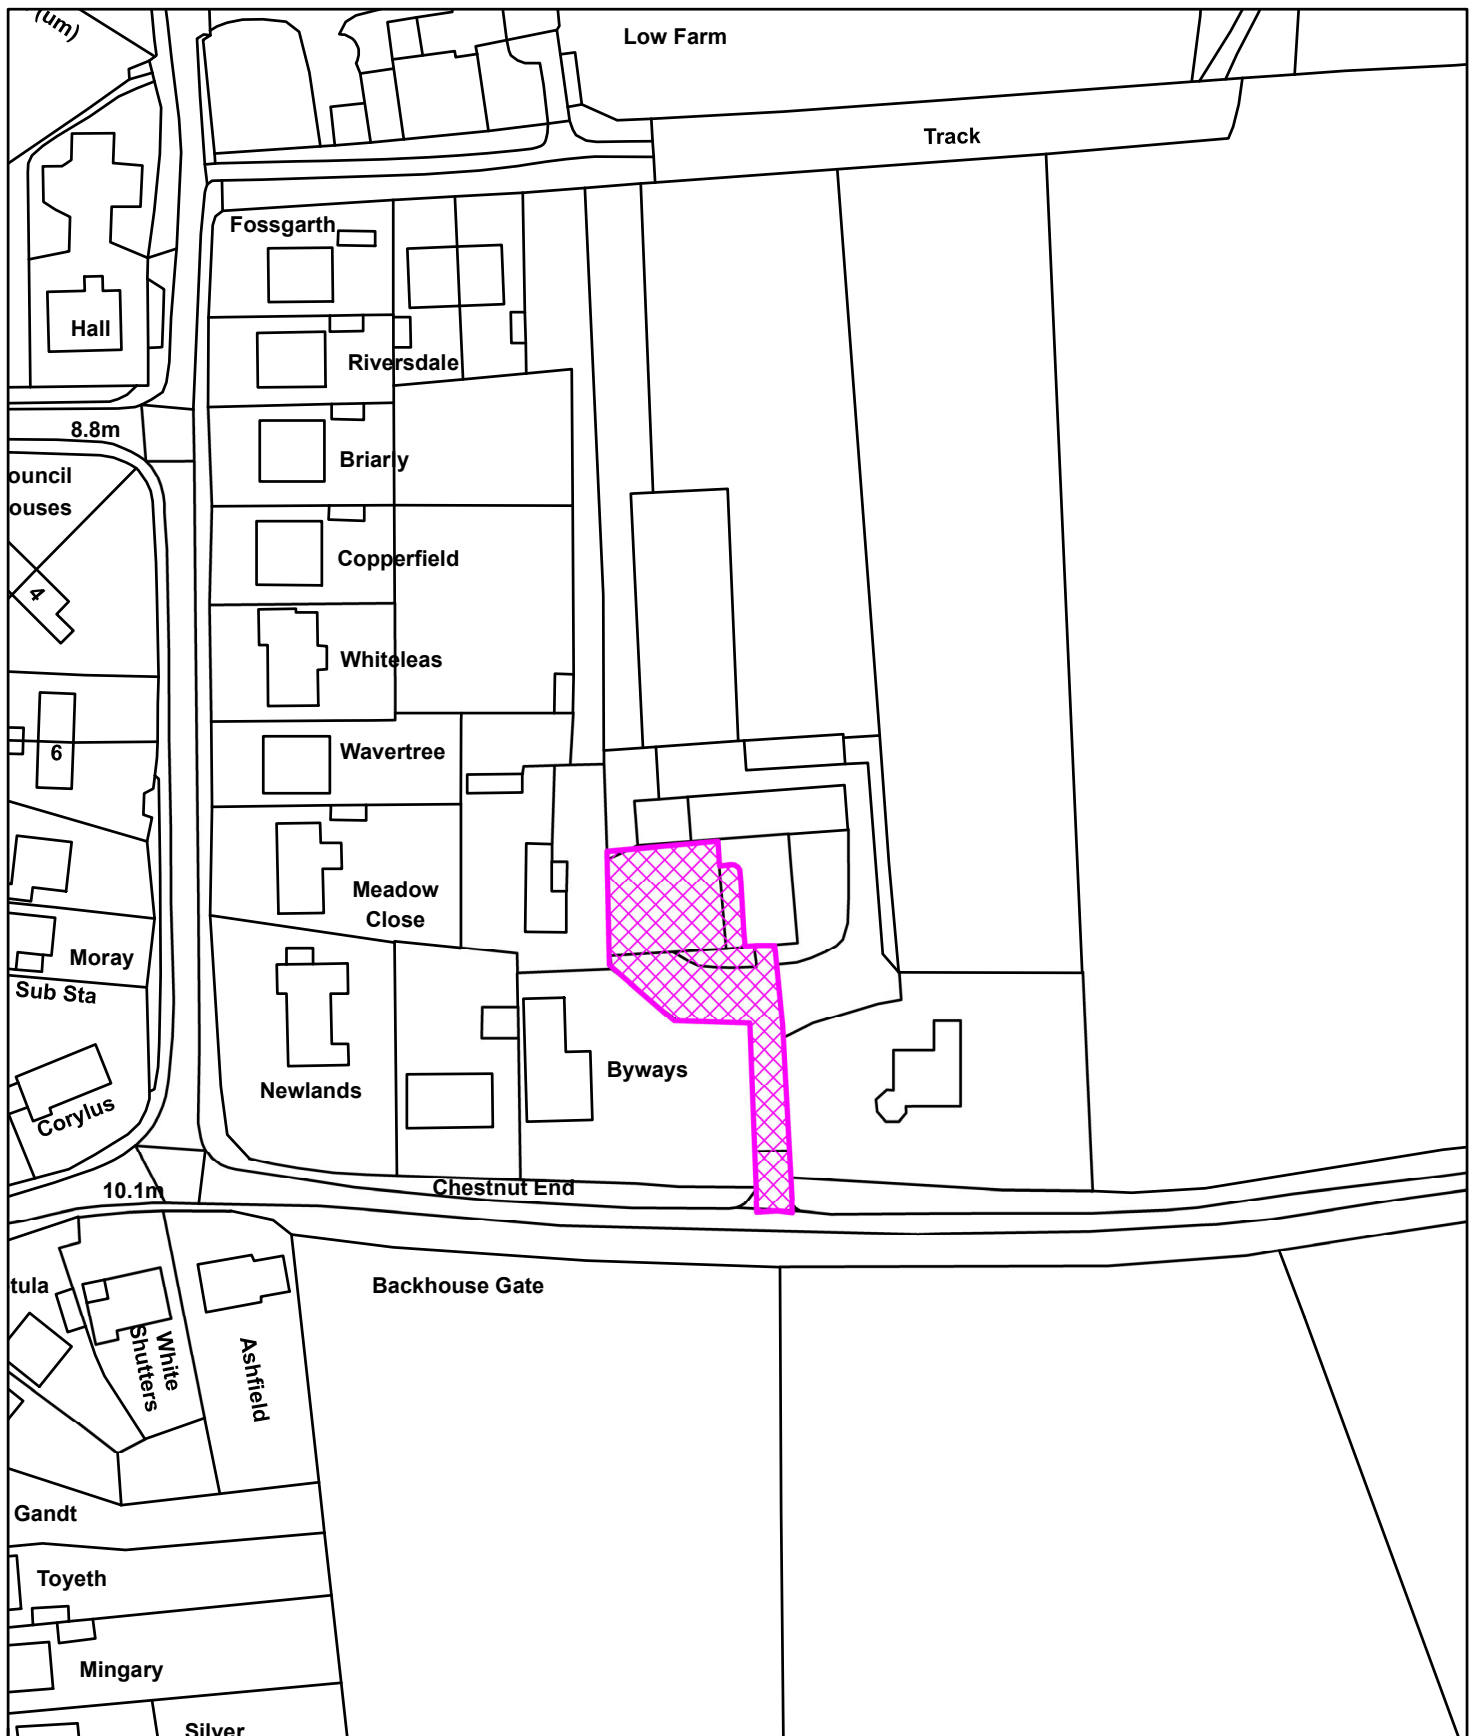 (um)
Low Farm
Track
Fossgarth
Hall
Riversdale
8.8m
Briarly
ouncil
ouses
Copperfield
4
Whiteleas
Wavertree
6
Meadow
Close
Moray
Sub Sta
Byways
Newlands
Corylus
Chestnut End
10.1m
Backhouse Gate
tula
White
Shutters
Ashfield
Gandt
Toyeth
Mingary
Silver